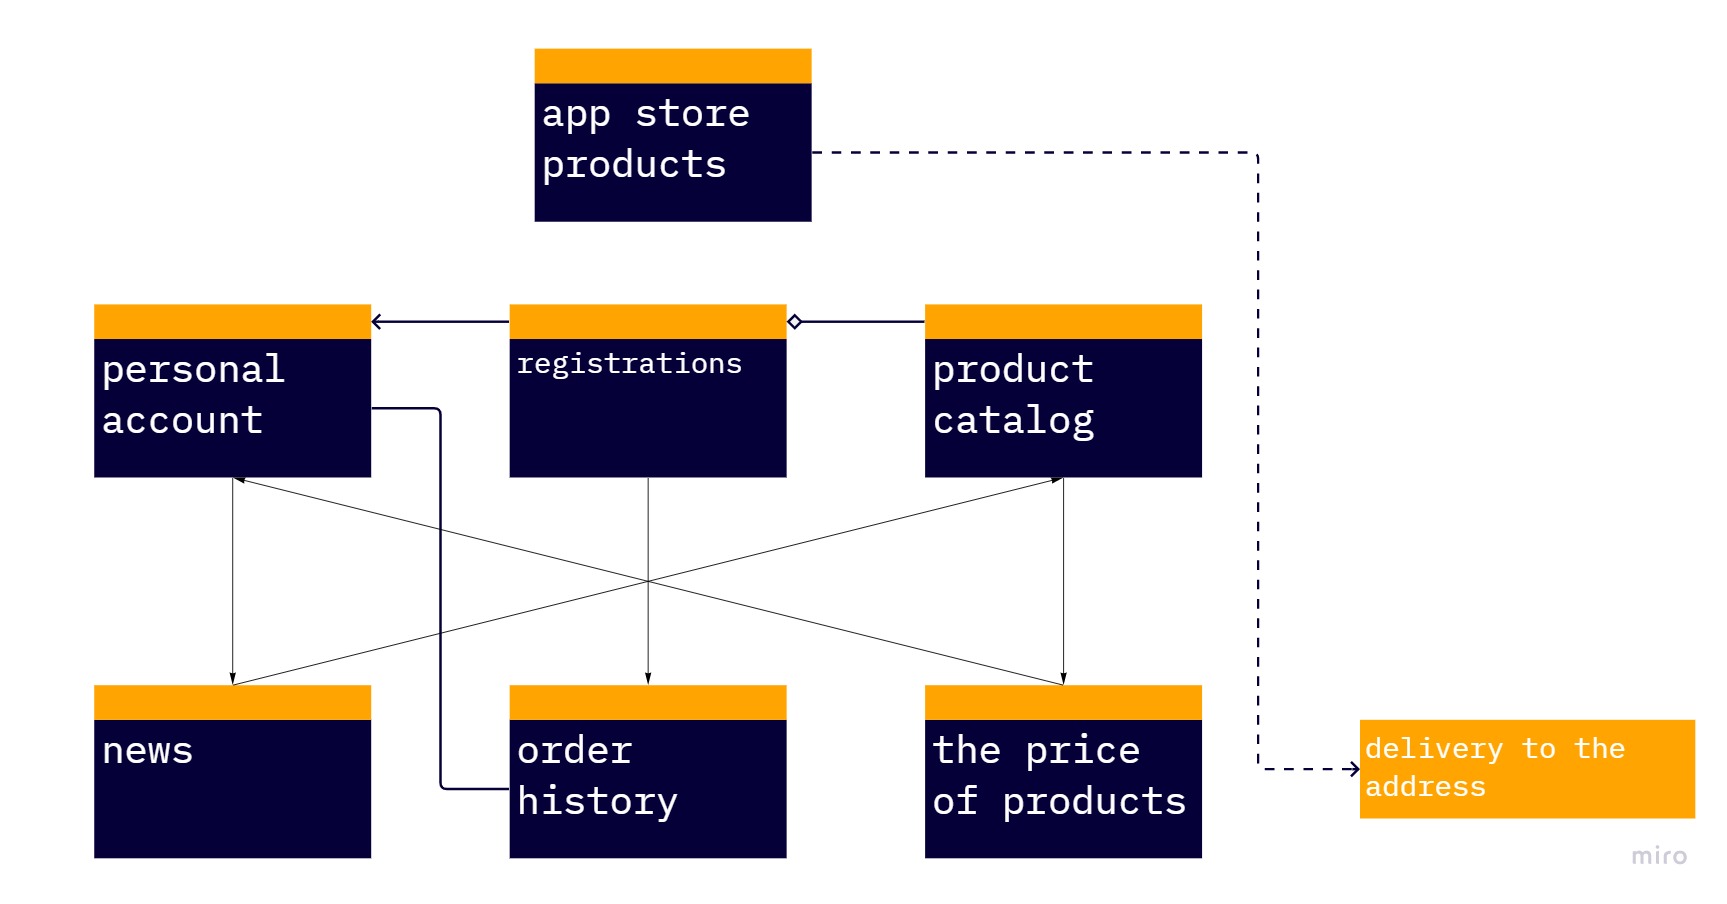 app store
products
personal
account
registrations
product
catalog
news
order
history
the price
of products
delivery to the
address
miro